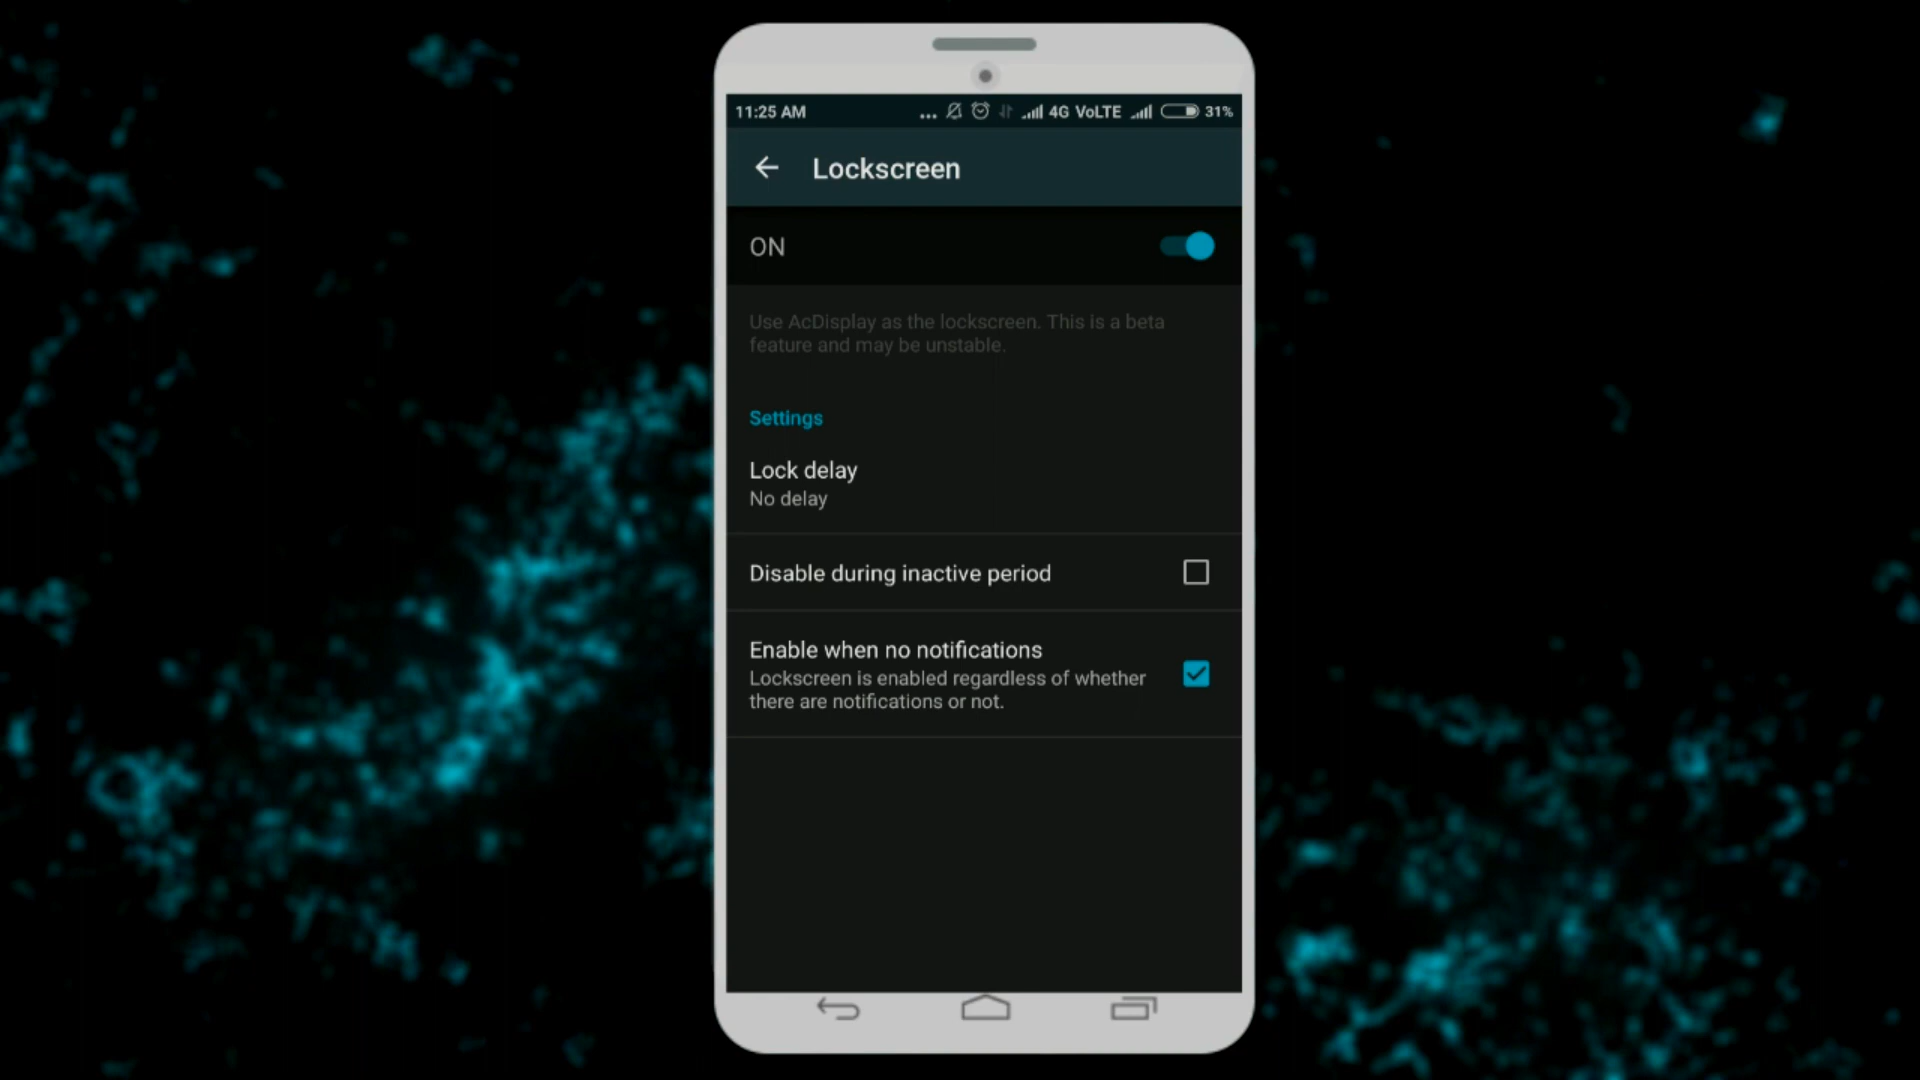 11:25 AM ... 4G VoLTE 31%
Lockscreen
ON
Use AcDisplay as the lockscreen. This is a beta
feature and may be unstable.
Settings
Lock delay
No delay
Disable during inactive period
Enable when no notifications
Lockscreen is enabled regardless of whether
there are notifications or not.